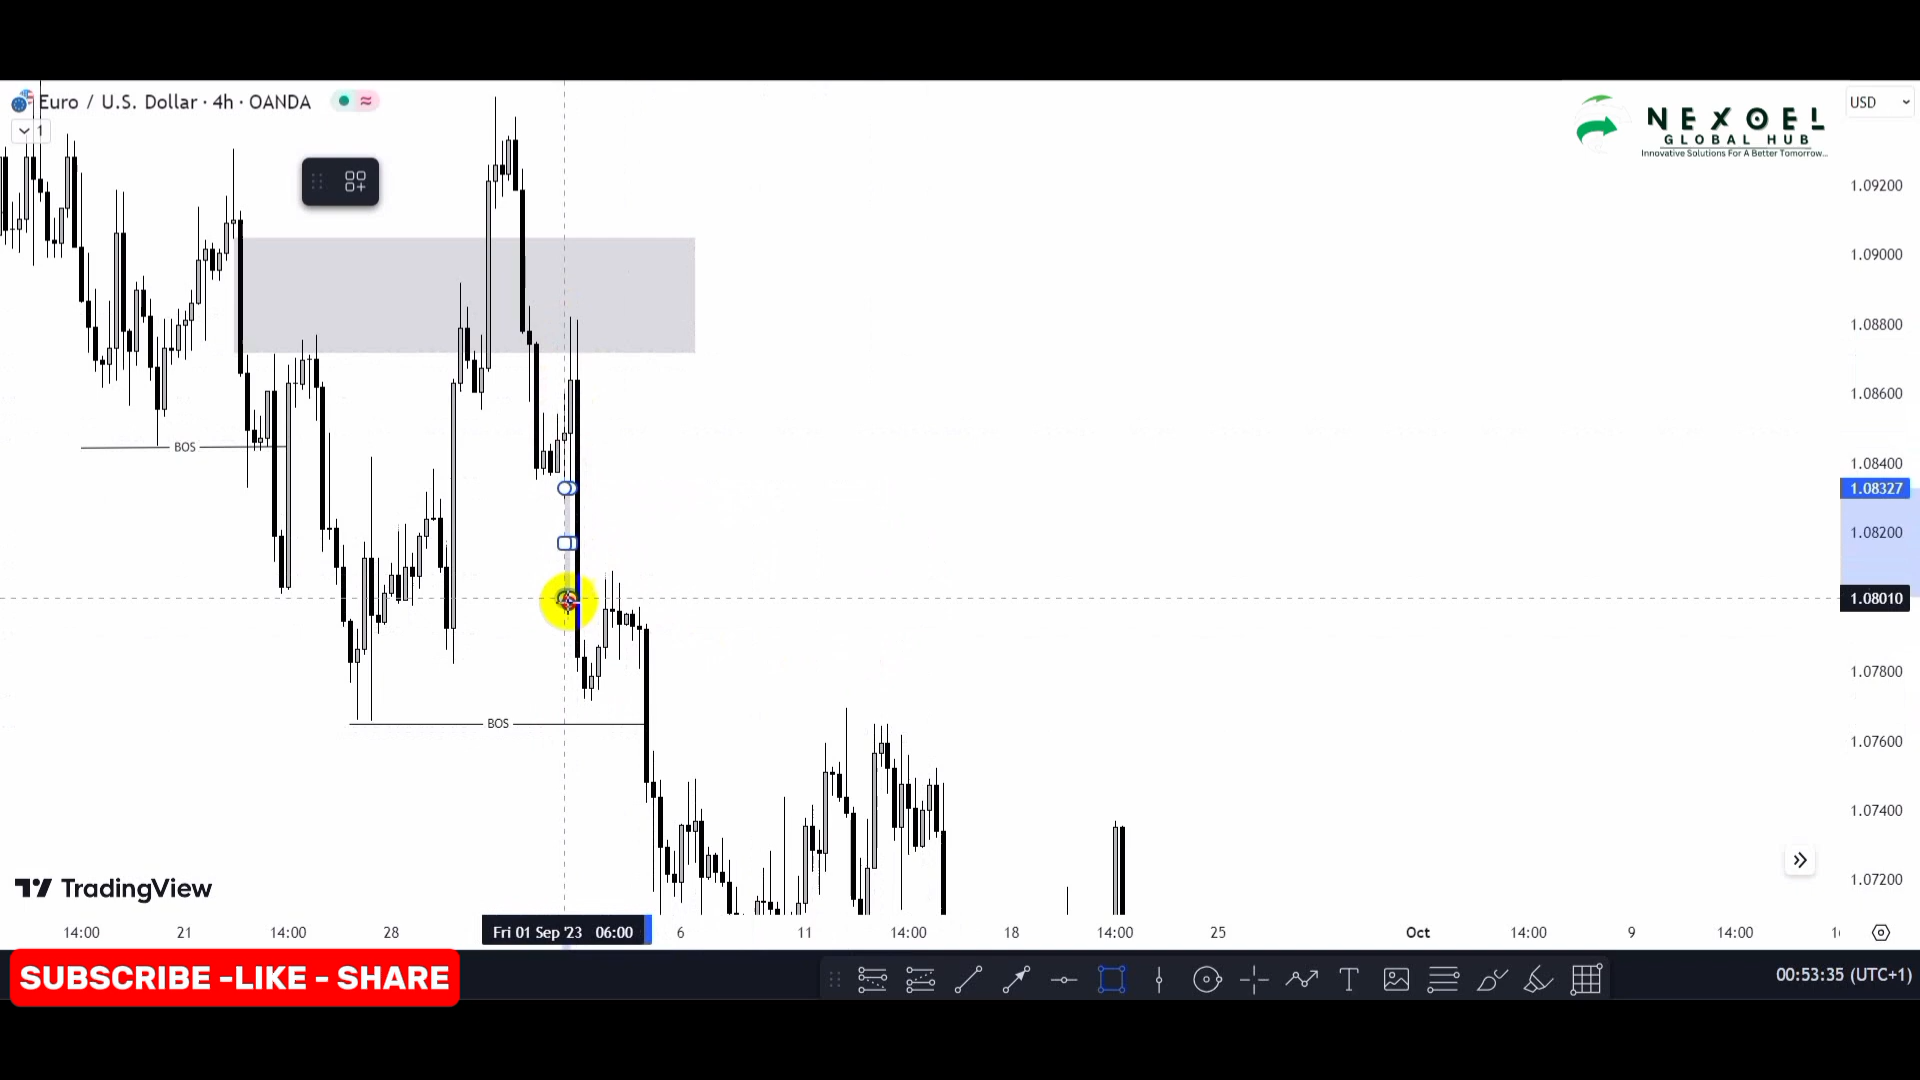 Euro / U.S. Dollar · 4h · OANDA
1
NEXOEL
GLOBAL HUB
Innovative Solutions For A Better Tomorrow...
USD
1.09200
1.09000
1.08800
1.08600
BOS
1.08400
1.08327
1.08200
1.08010
1.07800
BOS
1.07600
1.07400
1.07200
TradingView
14:00 21 14:00 28 Fri 01 Sep '23 06:00 6 11 14:00 18 14:00 25 Oct 14:00 9 14:00
SUBSCRIBE -LIKE - SHARE
00:53:35 (UTC+1)